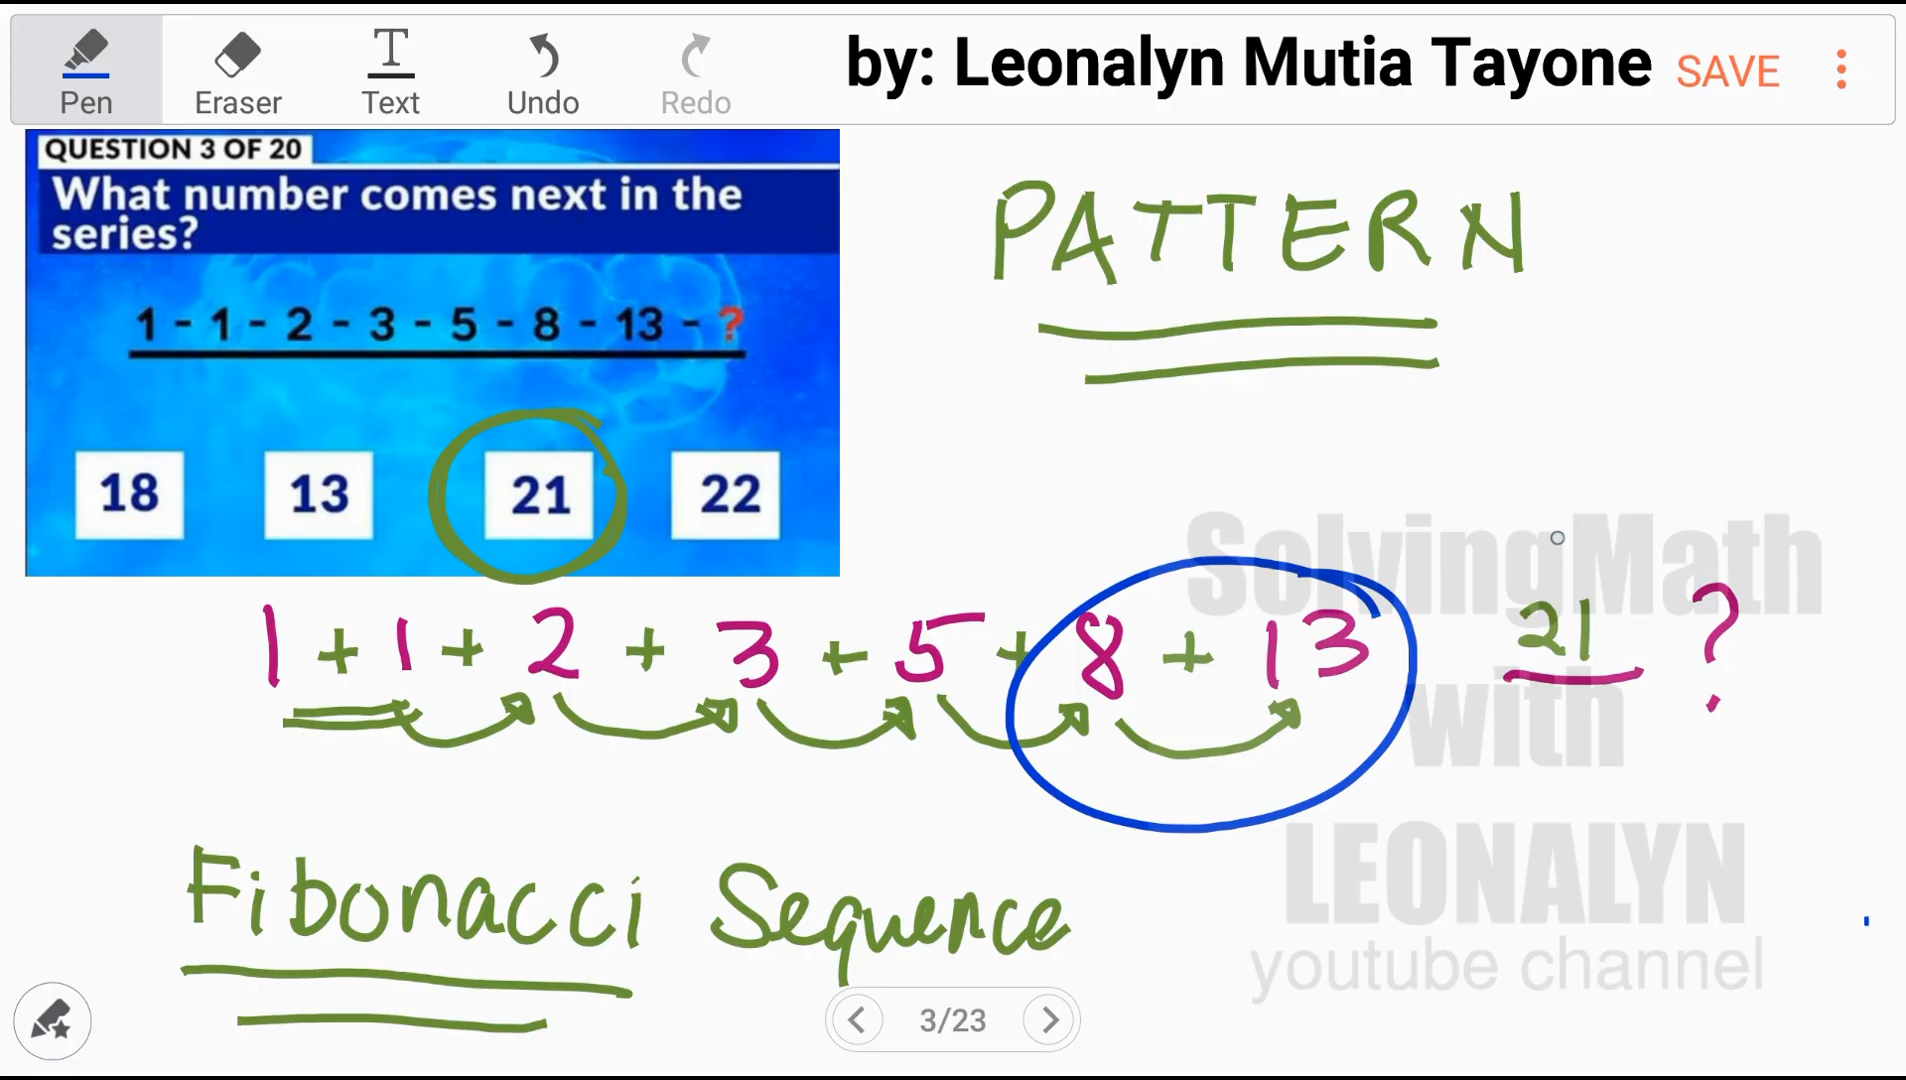 Pen
Eraser
Text
Undo
Redo
by: Leonalyn Mutia Tayone
SAVE
QUESTION 3 OF 20
What number comes next in the
series?
1 - 1 - 2 - 3 - 5 - 8 - 13 - ?
18 13 21 22
PATTERN
1 + 1 + 2 + 3 + 5 + 8 + 13 21 ?
Fibonacci Sequence
SolvingMath
with
LEONALYN
youtube channel
3/23